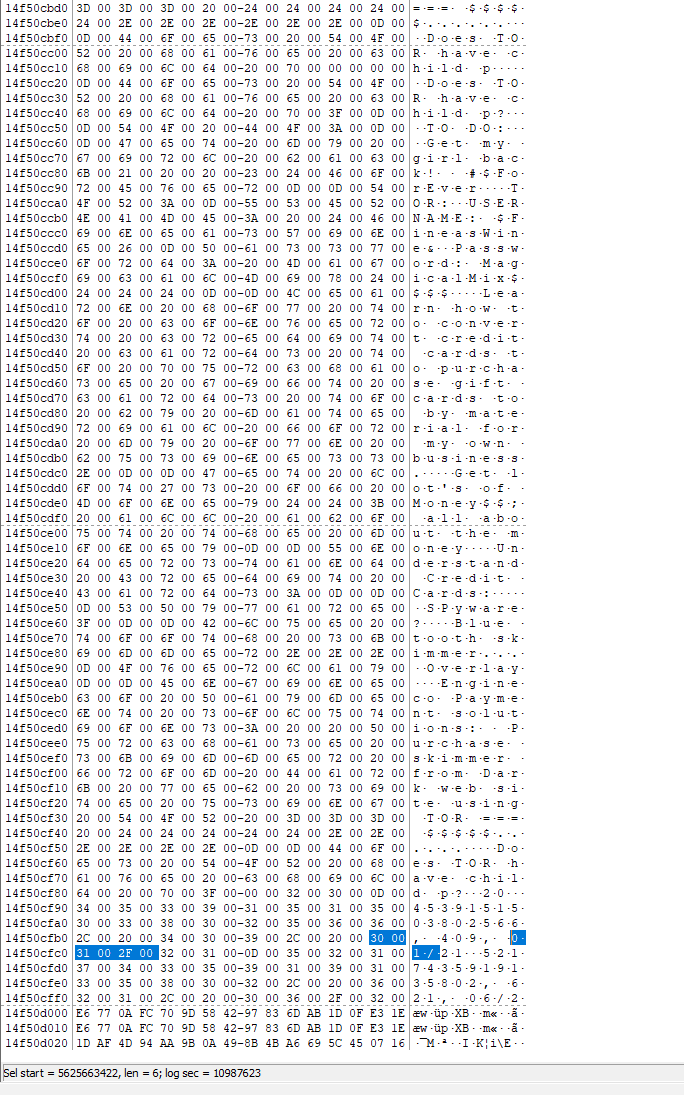 14f50cbd0 3D 00 3D 00 3D 00 20 00-24 00 24 00 24 00 24 00 =·=·=· ·$·$·$·$·
14f50cbe0 24 00 2E 00 2E 00 2E 00-2E 00 2E 00 2E 00 0D 00 $·.·.·.·.·.·.···
14f50cbf0 0D 00 44 00 6F 00 65 00-73 00 20 00 54 00 4F 00 ··D·o·e·s· ·T·O·
14f50cc00 52 00 20 00 68 00 61 00-76 00 65 00 20 00 63 00 R· ·h·a·v·e· ·c·
14f50cc10 68 00 69 00 6C 00 64 00-20 00 70 00 00 00 00 00 h·i·l·d· ·p·····
14f50cc20 0D 00 44 00 6F 00 65 00-73 00 20 00 54 00 4F 00 ··D·o·e·s· ·T·O·
14f50cc30 52 00 20 00 68 00 61 00-76 00 65 00 20 00 63 00 R· ·h·a·v·e· ·c·
14f50cc40 68 00 69 00 6C 00 64 00-20 00 70 00 3F 00 0D 00 h·i·l·d· ·p·?···
14f50cc50 0D 00 54 00 4F 00 20 00-44 00 4F 00 3A 00 0D 00 ··T·O· ·D·O·:···
14f50cc60 0D 00 47 00 65 00 74 00-20 00 6D 00 79 00 20 00 ··G·e·t· ·m·y· ·
14f50cc70 67 00 69 00 72 00 6C 00-20 00 62 00 61 00 63 00 g·i·r·l· ·b·a·c·
14f50cc80 6B 00 21 00 20 00 20 00-23 00 24 00 46 00 6F 00 k·!· · ·#·$·F·o·
14f50cc90 72 00 45 00 76 00 65 00-72 00 0D 00 0D 00 54 00 r·E·v·e·r·····T·
14f50cca0 4F 00 52 00 3A 00 0D 00-55 00 53 00 45 00 52 00 O·R·:···U·S·E·R·
14f50ccb0 4E 00 41 00 4D 00 45 00-3A 00 20 00 24 00 46 00 N·A·M·E·:· ·$·F·
14f50ccc0 69 00 6E 00 65 00 61 00-73 00 57 00 69 00 6E 00 i·n·e·a·s·W·i·n·
14f50ccd0 65 00 26 00 0D 00 50 00-61 00 73 00 73 00 77 00 e·&···P·a·s·s·w·
14f50cce0 6F 00 72 00 64 00 3A 00-20 00 4D 00 61 00 67 00 o·r·d·:· ·M·a·g·
14f50ccf0 69 00 63 00 61 00 6C 00-4D 00 69 00 78 00 24 00 i·c·a·l·M·i·x·$·
14f50cd00 24 00 24 00 24 00 0D 00-0D 00 4C 00 65 00 61 00 $·$·$·····L·e·a·
14f50cd10 72 00 6E 00 20 00 68 00-6F 00 77 00 20 00 74 00 r·n· ·h·o·w· ·t·
14f50cd20 6F 00 20 00 63 00 6F 00-6E 00 76 00 65 00 72 00 o· ·c·o·n·v·e·r·
14f50cd30 74 00 20 00 63 00 72 00-65 00 64 00 69 00 74 00 t· ·c·r·e·d·i·t·
14f50cd40 20 00 63 00 61 00 72 00-64 00 73 00 20 00 74 00  ·c·a·r·d·s· ·t·
14f50cd50 6F 00 20 00 70 00 75 00-72 00 63 00 68 00 61 00 o· ·p·u·r·c·h·a·
14f50cd60 73 00 65 00 20 00 67 00-69 00 66 00 74 00 20 00 s·e· ·g·i·f·t· ·
14f50cd70 63 00 61 00 72 00 64 00-73 00 20 00 74 00 6F 00 c·a·r·d·s· ·t·o·
14f50cd80 20 00 62 00 79 00 20 00-6D 00 61 00 74 00 65 00  ·b·y· ·m·a·t·e·
14f50cd90 72 00 69 00 61 00 6C 00-20 00 66 00 6F 00 72 00 r·i·a·l· ·f·o·r·
14f50cda0 20 00 6D 00 79 00 20 00-6F 00 77 00 6E 00 20 00  ·m·y· ·o·w·n· ·
14f50cdb0 62 00 75 00 73 00 69 00-6E 00 65 00 73 00 73 00 b·u·s·i·n·e·s·s·
14f50cdc0 2E 00 0D 00 0D 00 47 00-65 00 74 00 20 00 6C 00 .·····G·e·t· ·l·
14f50cdd0 6F 00 74 00 27 00 73 00-20 00 6F 00 66 00 20 00 o·t·'·s· ·o·f· ·
14f50cde0 4D 00 6F 00 6E 00 65 00-79 00 24 00 24 00 3B 00 M·o·n·e·y·$·$·;·
14f50cdf0 20 00 61 00 6C 00 6C 00-20 00 61 00 62 00 6F 00  ·a·l·l· ·a·b·o·
14f50ce00 75 00 74 00 20 00 74 00-68 00 65 00 20 00 6D 00 u·t· ·t·h·e· ·m·
14f50ce10 6F 00 6E 00 65 00 79 00-0D 00 0D 00 55 00 6E 00 o·n·e·y·····U·n·
14f50ce20 64 00 65 00 72 00 73 00-74 00 61 00 6E 00 64 00 d·e·r·s·t·a·n·d·
14f50ce30 20 00 43 00 72 00 65 00-64 00 69 00 74 00 20 00  ·C·r·e·d·i·t· ·
14f50ce40 43 00 61 00 72 00 64 00-73 00 3A 00 0D 00 0D 00 C·a·r·d·s·:·····
14f50ce50 0D 00 53 00 50 00 79 00-77 00 61 00 72 00 65 00 ··S·P·y·w·a·r·e·
14f50ce60 3F 00 0D 00 0D 00 42 00-6C 00 75 00 65 00 20 00 ?·····B·l·u·e· ·
14f50ce70 74 00 6F 00 6F 00 74 00-68 00 20 00 73 00 6B 00 t·o·o·t·h· ·s·k·
14f50ce80 69 00 6D 00 6D 00 65 00-72 00 2E 00 2E 00 2E 00 i·m·m·e·r·.·.·.·
14f50ce90 0D 00 4F 00 76 00 65 00-72 00 6C 00 61 00 79 00 ··O·v·e·r·l·a·y·
14f50cea0 0D 00 0D 00 45 00 6E 00-67 00 69 00 6E 00 65 00 ····E·n·g·i·n·e·
14f50ceb0 63 00 6F 00 20 00 50 00-61 00 79 00 6D 00 65 00 c·o· ·P·a·y·m·e·
14f50cec0 6E 00 74 00 20 00 73 00-6F 00 6C 00 75 00 74 00 n·t· ·s·o·l·u·t·
14f50ced0 69 00 6F 00 6E 00 73 00-3A 00 20 00 20 00 50 00 i·o·n·s·:· · ·P·
14f50cee0 75 00 72 00 63 00 68 00-61 00 73 00 65 00 20 00 u·r·c·h·a·s·e· ·
14f50cef0 73 00 6B 00 69 00 6D 00-6D 00 65 00 72 00 20 00 s·k·i·m·m·e·r· ·
14f50cf00 66 00 72 00 6F 00 6D 00-20 00 44 00 61 00 72 00 f·r·o·m· ·D·a·r·
14f50cf10 6B 00 20 00 77 00 65 00-62 00 20 00 73 00 69 00 k· ·w·e·b· ·s·i·
14f50cf20 74 00 65 00 20 00 75 00-73 00 69 00 6E 00 67 00 t·e· ·u·s·i·n·g·
14f50cf30 20 00 54 00 4F 00 52 00-20 00 3D 00 3D 00 3D 00  ·T·O·R· ·=·=·=·
14f50cf40 20 00 24 00 24 00 24 00-24 00 24 00 2E 00 2E 00  ·$·$·$·$·$·.·.·
14f50cf50 2E 00 2E 00 2E 00 2E 00-0D 00 0D 00 44 00 6F 00 .·.·.·.·····D·o·
14f50cf60 65 00 73 00 20 00 54 00-4F 00 52 00 20 00 68 00 e·s· ·T·O·R· ·h·
14f50cf70 61 00 76 00 65 00 20 00-63 00 68 00 69 00 6C 00 a·v·e· ·c·h·i·l·
14f50cf80 64 00 20 00 70 00 3F 00-00 00 32 00 30 00 0D 00 d· ·p·?···2·0···
14f50cf90 34 00 35 00 33 00 39 00-31 00 35 00 31 00 35 00 4·5·3·9·1·5·1·5·
14f50cfa0 30 00 33 00 38 00 30 00-32 00 35 00 36 00 36 00 0·3·8·0·2·5·6·6·
14f50cfb0 2C 00 20 00 34 00 30 00-39 00 2C 00 20 00 30 00 ,· ·4·0·9·,· ·0·
14f50cfc0 31 00 2F 00 32 00 31 00-0D 00 35 00 32 00 31 00 1·/·2·1···5·2·1·
14f50cfd0 37 00 34 00 33 00 35 00-39 00 31 00 39 00 31 00 7·4·3·5·9·1·9·1·
14f50cfe0 33 00 35 00 38 00 30 00-32 00 2C 00 20 00 36 00 3·5·8·0·2·,· ·6·
14f50cff0 32 00 31 00 2C 00 20 00-30 00 36 00 2F 00 32 00 2·1·,· ·0·6·/·2·
14f50d000 E6 77 0A FC 70 9D 58 42-97 83 6D AB 1D 0F E3 1E æw·üp·XB··m«··ã·
14f50d010 E6 77 0A FC 70 9D 58 42-97 83 6D AB 1D 0F E3 1E æw·üp·XB··m«··ã·
14f50d020 1D AF 4D 94 AA 9B 0A 49-8B 4B A6 69 5C 45 07 16 ·¯M·ª··I·K¦i\E··
Sel start = 5625663422, len = 6; log sec = 10987623